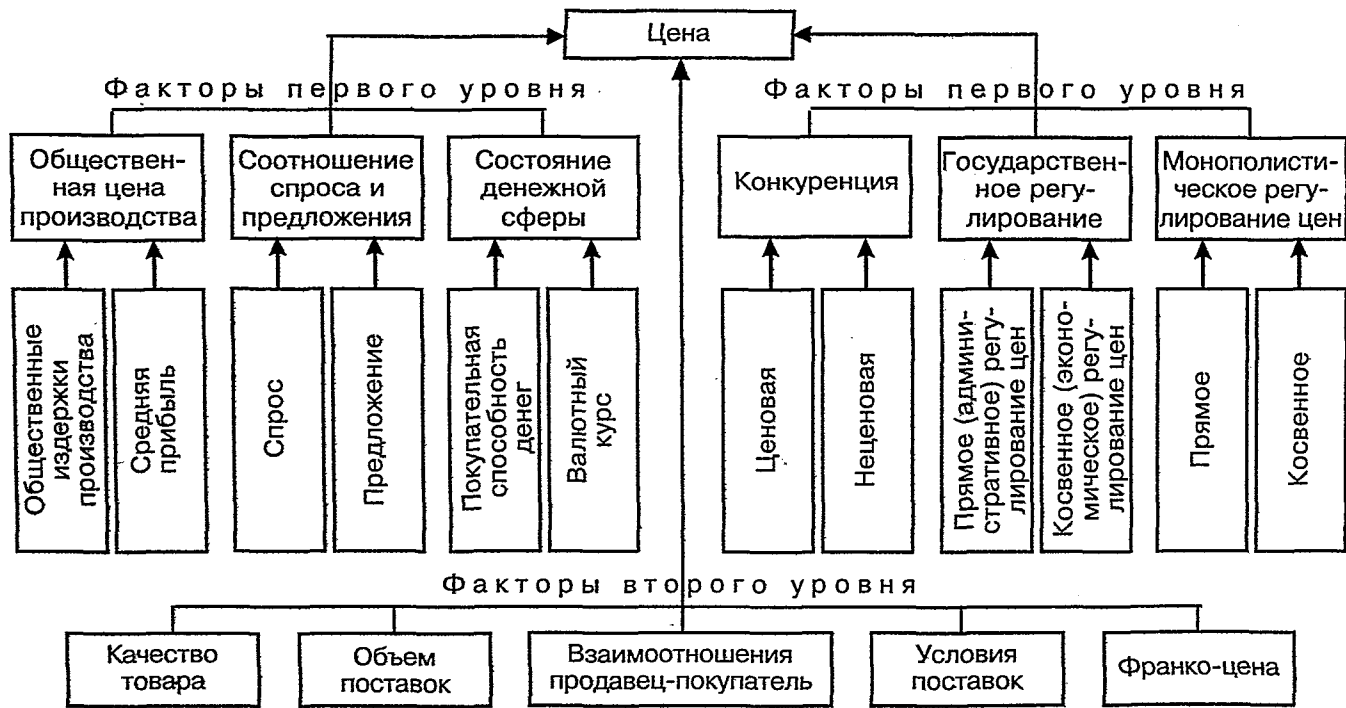 Цена
Факторы первого уровня
Факторы первого уровня
Обществен-
ная цена
производства
Соотношение
спроса и
предложения
Состояние
денежной
сферы
Конкуренция
Государствен-
ное регу-
лирование
Монополисти-
ческое регу-
лирование цен
Общественные
издержки
производства
Средняя
прибыль
Спрос
Предложение
Покупательная
способность
денег
Валютный
курс
Ценовая
Неценовая
Прямое (админи-
стративное) регу-
лирование цен
Косвенное (эконо-
мическое) регу-
лирование цен
Прямое
Косвенное
Факторы второго уровня
Качество
товара
Объем
поставок
Взаимоотношения
продавец-покупатель
Условия
поставок
Франко-цена